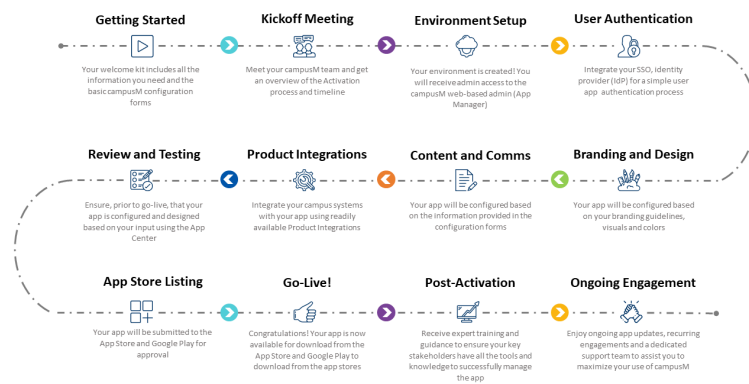 Getting Started
Your welcome kit includes all the
information you need and the
basic campusM configuration
forms
Kickoff Meeting
Meet your campusM team and get
an overview of the Activation
process and timeline
Environment Setup
Your environment is created! You
will receive admin access to the
campusM web-based admin (App
Manager)
User Authentication
Integrate your SSO, identity
provider (IdP) for a simple user
app authentication process
Branding and Design
Your app will be configured based
on your branding guidelines,
visuals and colors
Content and Comms
Your app will be configured based
on the information provided in the
configuration forms
Product Integrations
Integrate your campus systems
with your app using readily
available Product Integrations
Review and Testing
Ensure, prior to go-live, that your
app is configured and designed
based on your input using the App
Center
App Store Listing
Your app will be submitted to the
App Store and Google Play for
approval
Go-Live!
Congratulations! Your app is now
available for download from the
App Store and Google Play to
download from the app stores
Post-Activation
Receive expert training and
guidance to ensure your key
stakeholders have all the tools and
knowledge to successfully manage
the app
Ongoing Engagement
Enjoy ongoing app updates, recurring
engagements and a dedicated
support team to assist you to
maximize your use of campusM